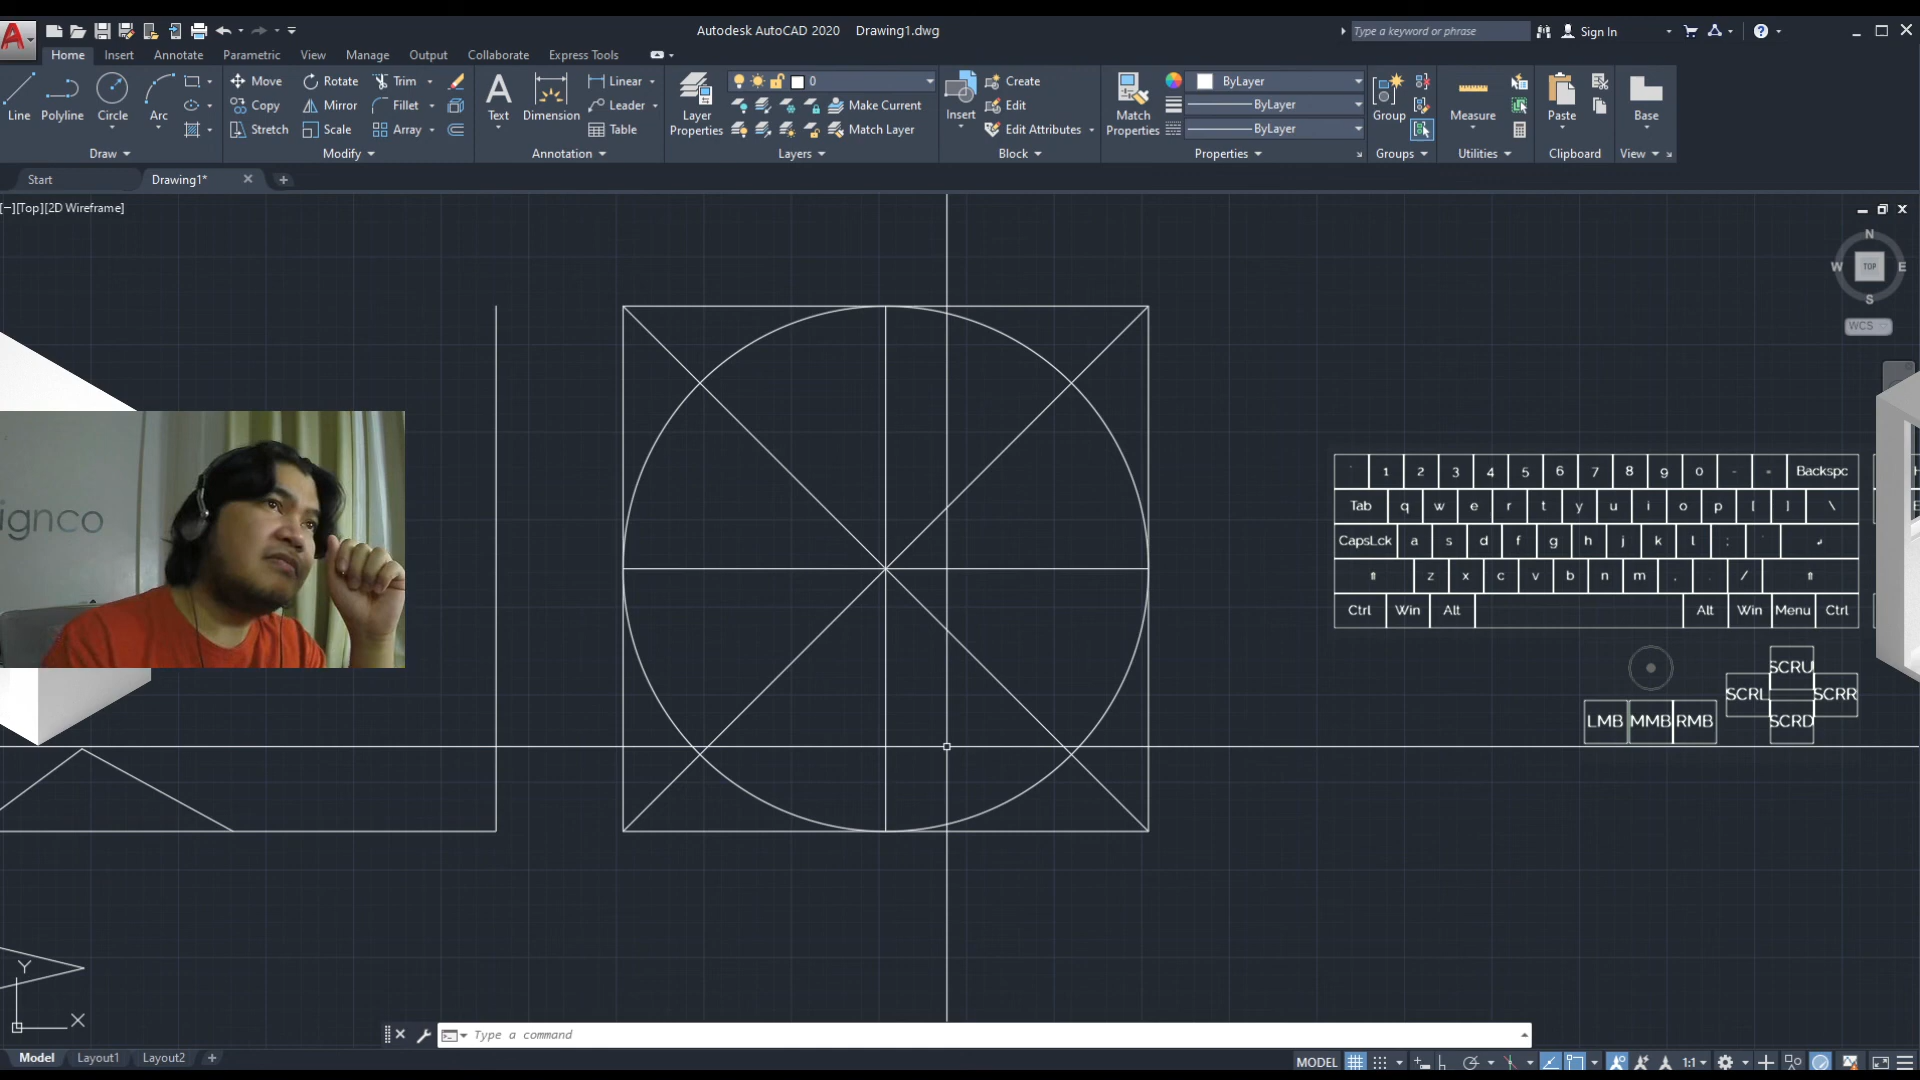 Autodesk AutoCAD 2020 Drawing1.dwg
Type a keyword or phrase
Sign In
Home Insert Annotate Parametric View Manage Output Collaborate Express Tools
Line Polyline Circle Arc
Move Rotate Trim
Copy Mirror Fillet
Stretch Scale Array
Text Dimension
Linear
Leader
Table
Layer Properties
0
Make Current
Match Layer
Insert
Create
Edit
Edit Attributes
Match Properties
ByLayer
ByLayer
ByLayer
Group
Measure
Paste
Base
Draw Modify Annotation Layers Block Properties Groups Utilities Clipboard View
Start Drawing1*
[−][Top][2D Wireframe]
N
W TOP E
S
WCS
ignco
1 2 3 4 5 6 7 8 9 0 - = Backspc
Tab q w e r t y u i o p [ ] \
CapsLck a s d f g h j k l ;
z x c v b n m , . /
Ctrl Win Alt Alt Win Menu Ctrl
SCRU
SCRL SCRR
LMB MMB RMB SCRD
Y
X
Type a command
Model Layout1 Layout2
MODEL 1:1